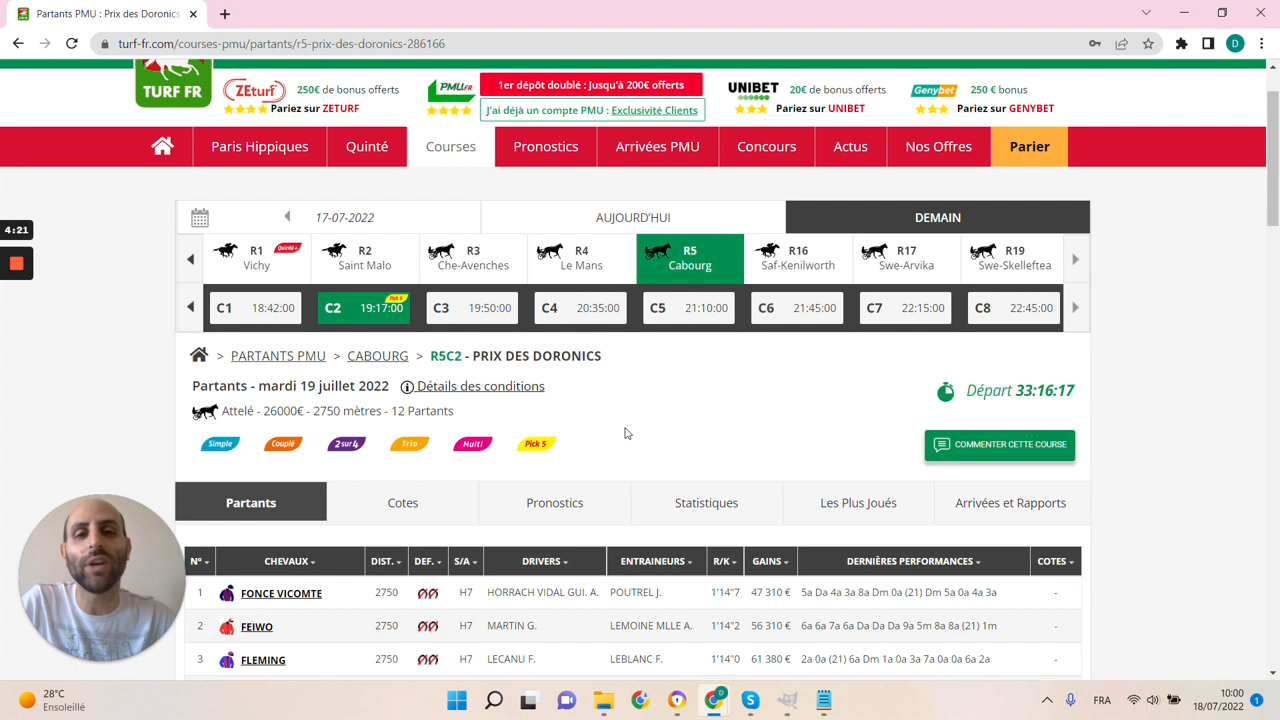 Partants PMU : Prix des Doronics
turf-fr.com/courses-pmu/partants/r5-prix-des-doronics-286166
D
TURF FR
ZEturf 250€ de bonus offerts
Pariez sur ZETURF
PMU.FR
1er dépôt doublé : Jusqu'à 200€ offerts
J'ai déjà un compte PMU : Exclusivité Clients
UNIBET 20€ de bonus offerts
Pariez sur UNIBET
Genybet 250 € bonus
Pariez sur GENYBET
Paris Hippiques Quinté Courses Pronostics Arrivées PMU Concours Actus Nos Offres Parier
17-07-2022 AUJOURD'HUI DEMAIN
4:21
R1 Quinté+ R2 R3 R4 R5 R16 R17 R19
Vichy Saint Malo Che-Avenches Le Mans Cabourg Saf-Kenilworth Swe-Arvika Swe-Skelleftea
Pick 5
C1 18:42:00 C2 19:17:00 C3 19:50:00 C4 20:35:00 C5 21:10:00 C6 21:45:00 C7 22:15:00 C8 22:45:00
> PARTANTS PMU > CABOURG > R5C2 - PRIX DES DORONICS
Partants - mardi 19 juillet 2022 Détails des conditions
Départ 33:16:17
Attelé - 26000€ - 2750 mètres - 12 Partants
Simple Couplé 2sur4 Trio Multi Pick 5
COMMENTER CETTE COURSE
Partants Cotes Pronostics Statistiques Les Plus Joués Arrivées et Rapports
N° CHEVAUX DIST. DEF. S/A DRIVERS ENTRAINEURS R/K GAINS DERNIÈRES PERFORMANCES COTES
1 FONCE VICOMTE 2750 H7 HORRACH VIDAL GUI. A. POUTREL J. 1'14"7 47 310 € 5a Da 4a 3a 8a Dm 0a (21) Dm 5a 0a 4a 3a -
2 FEIWO 2750 H7 MARTIN G. LEMOINE MLLE A. 1'14"2 56 310 € 6a 6a 7a 6a Da Da Da 9a 5m 8a 8a (21) 1m -
3 FLEMING 2750 H7 LECANU F. LEBLANC F. 1'14"0 61 380 € 2a 0a (21) 6a Dm 1a 0a 3a 7a 0a 0a 6a 2a -
28°C
Ensoleillé
FRA
10:00
18/07/2022
1